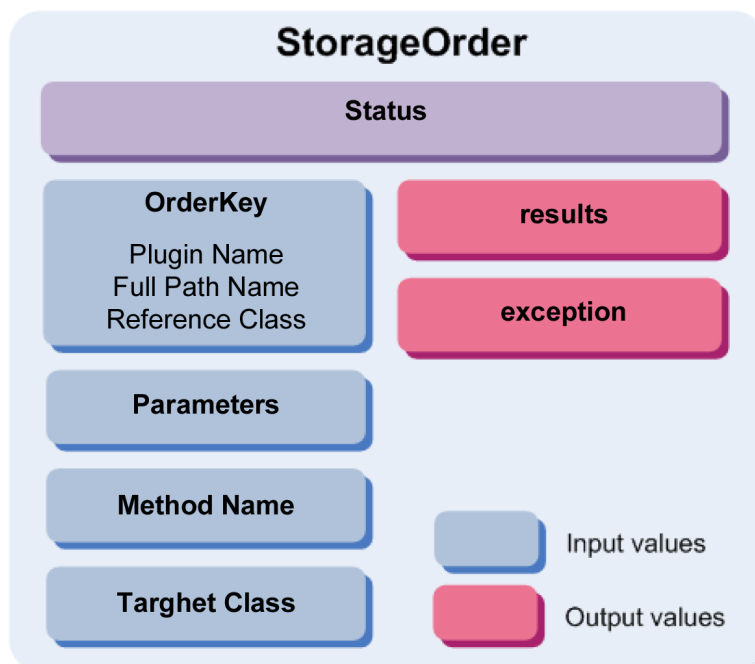 StorageOrder
Status
OrderKey
Plugin Name
Full Path Name
Reference Class
Parameters
Method Name
Targhet Class
results
exception
Input values
Output values